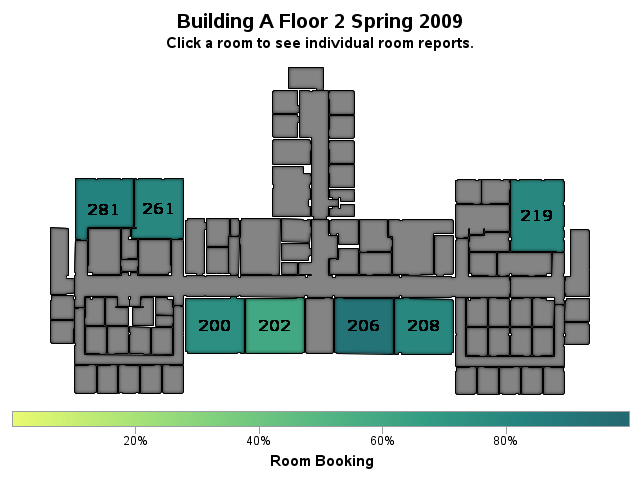 Building A Floor 2 Spring 2009
Click a room to see individual room reports.
281 261
219
200 202 206 208
20% 40% 60% 80%
Room Booking